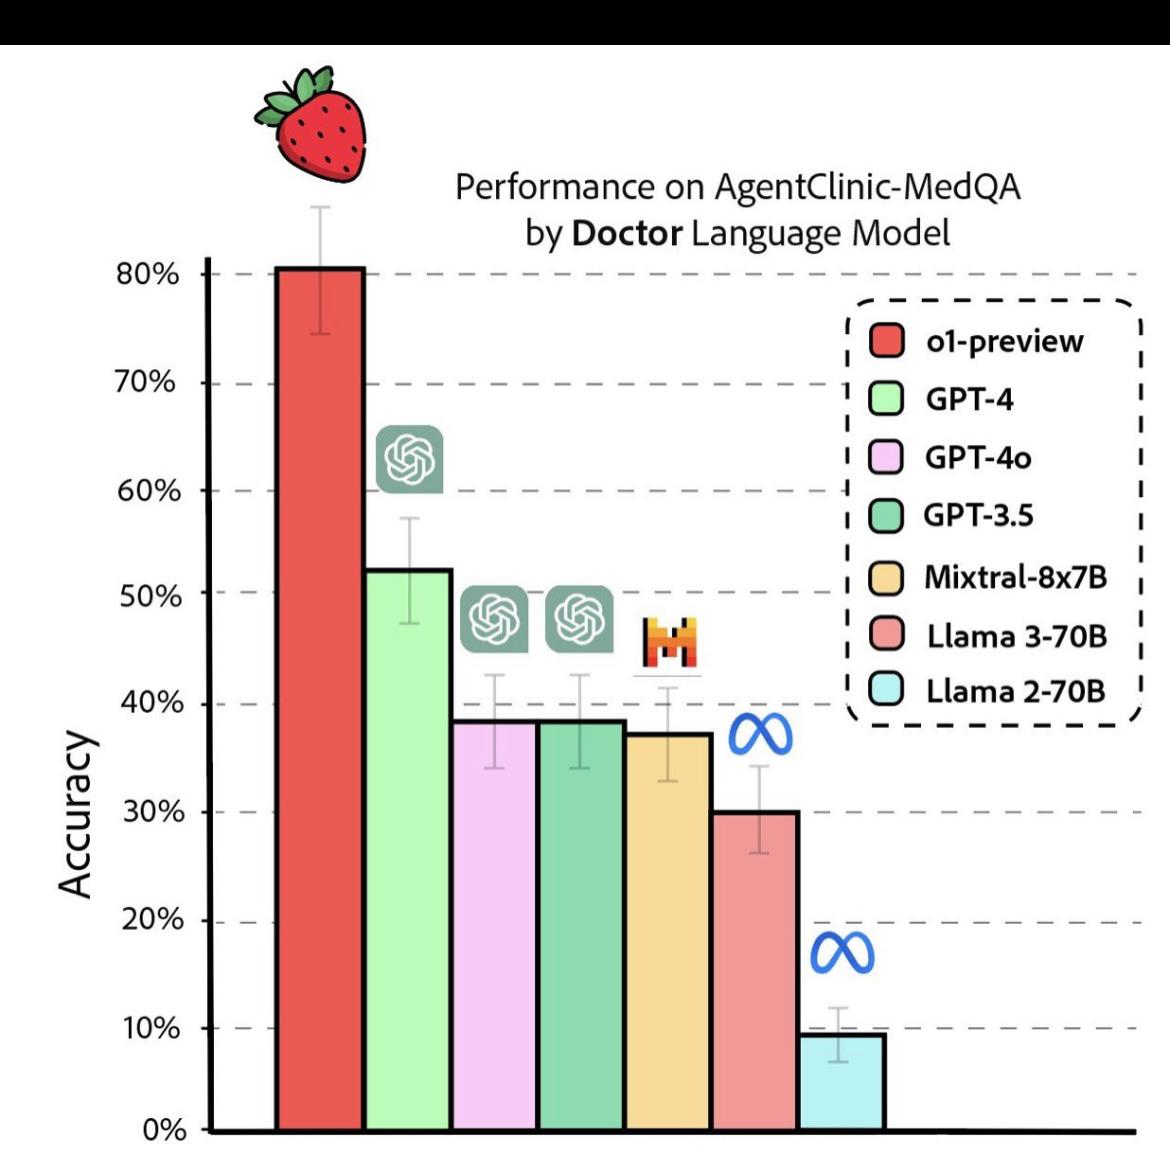 Performance on AgentClinic-MedQA
by Doctor Language Model
80%
70%
60%
50%
40%
30%
20%
10%
0%
Accuracy
o1-preview
GPT-4
GPT-4o
GPT-3.5
Mixtral-8x7B
Llama 3-70B
Llama 2-70B